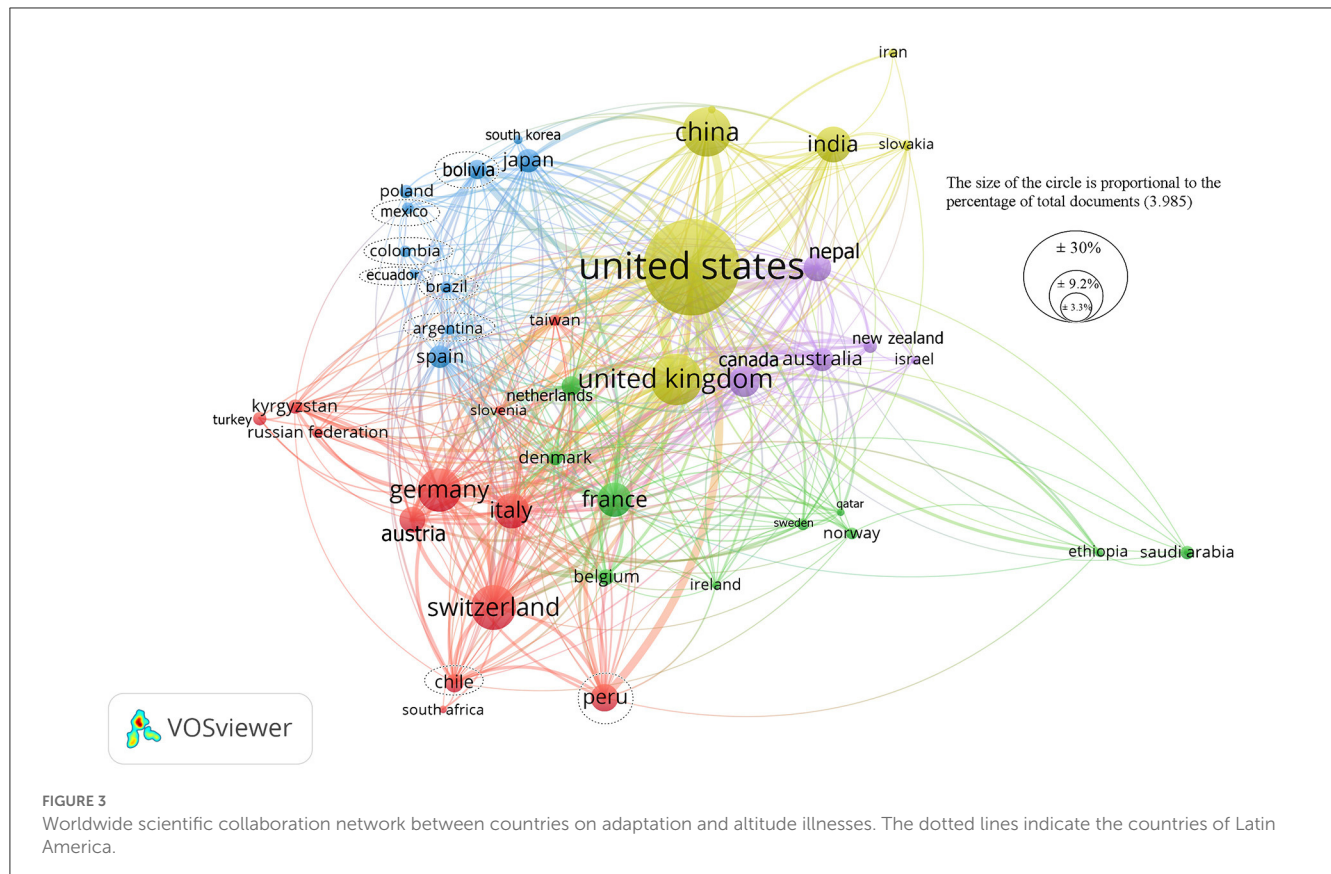 iran
china
india
slovakia
south korea
japan
bolivia
poland
mexico
The size of the circle is proportional to the
percentage of total documents (3.985)
± 30%
± 9.2%
± 3.3%
colombia
ecuador
brazil
united states
nepal
argentina
taiwan
spain
new zealand
canada
australia
israel
united kingdom
netherlands
slovenia
kyrgyzstan
turkey
russian federation
denmark
germany
italy
france
austria
qatar
sweden
norway
ethiopia
saudi arabia
belgium
ireland
switzerland
chile
peru
south africa
VOSviewer
FIGURE 3
Worldwide scientific collaboration network between countries on adaptation and altitude illnesses. The dotted lines indicate the countries of Latin
America.